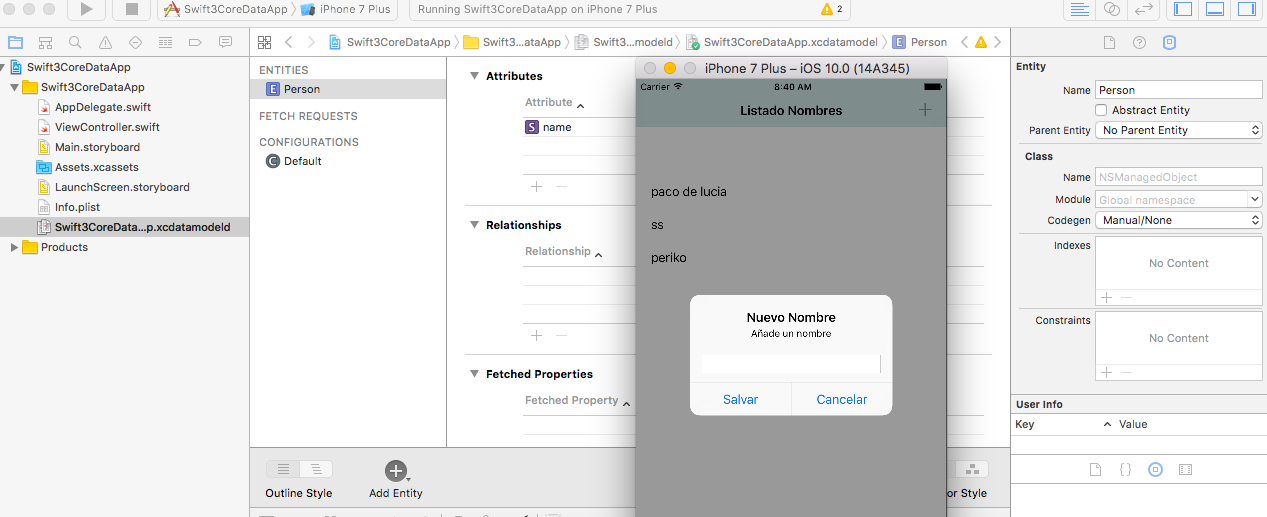 Swift3CoreDataApp
iPhone 7 Plus
Running Swift3CoreDataApp on iPhone 7 Plus
2
Swift3CoreDataApp
Swift3CoreDataApp
AppDelegate.swift
ViewController.swift
Main.storyboard
Assets.xcassets
LaunchScreen.storyboard
Info.plist
Swift3CoreData...p.xcdatamodeld
Products
Swift3CoreDataApp
Swift3...ataApp
Swift3...modeld
Swift3CoreDataApp.xcdatamodel
E Person
ENTITIES
E Person
FETCH REQUESTS
CONFIGURATIONS
C Default
Attributes
Attribute
S name
Relationships
Relationship
Fetched Properties
Fetched Property
Outline Style
Add Entity
or Style
iPhone 7 Plus – iOS 10.0 (14A345)
Carrier
8:40 AM
Listado Nombres
paco de lucia
ss
periko
Nuevo Nombre
Añade un nombre
Salvar
Cancelar
Entity
Name Person
Abstract Entity
Parent Entity No Parent Entity
Class
Name NSManagedObject
Module Global namespace
Codegen Manual/None
Indexes
No Content
Constraints
No Content
User Info
Key Value